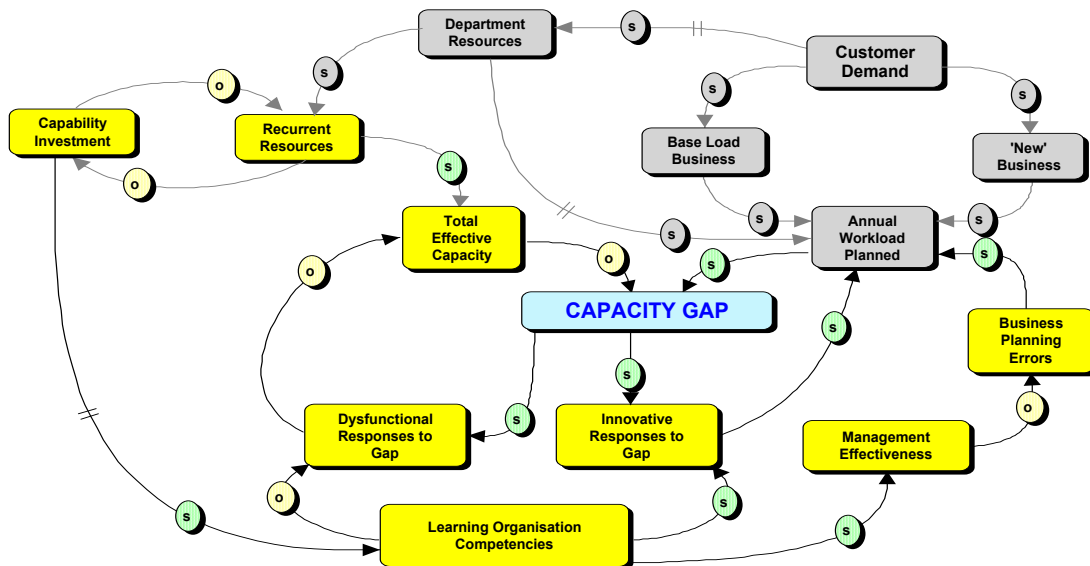 Department
Resources
s
Customer
Demand
s
s
s
o
Capability
Investment
Recurrent
Resources
Base Load
Business
'New'
Business
s
o
Total
Effective
Capacity
s
s
Annual
Workload
Planned
s
s
o
o
s
CAPACITY GAP
Business
Planning
Errors
s
s
s
o
Dysfunctional
Responses to
Gap
Innovative
Responses to
Gap
Management
Effectiveness
o
s
s
Learning Organisation
Competencies
s